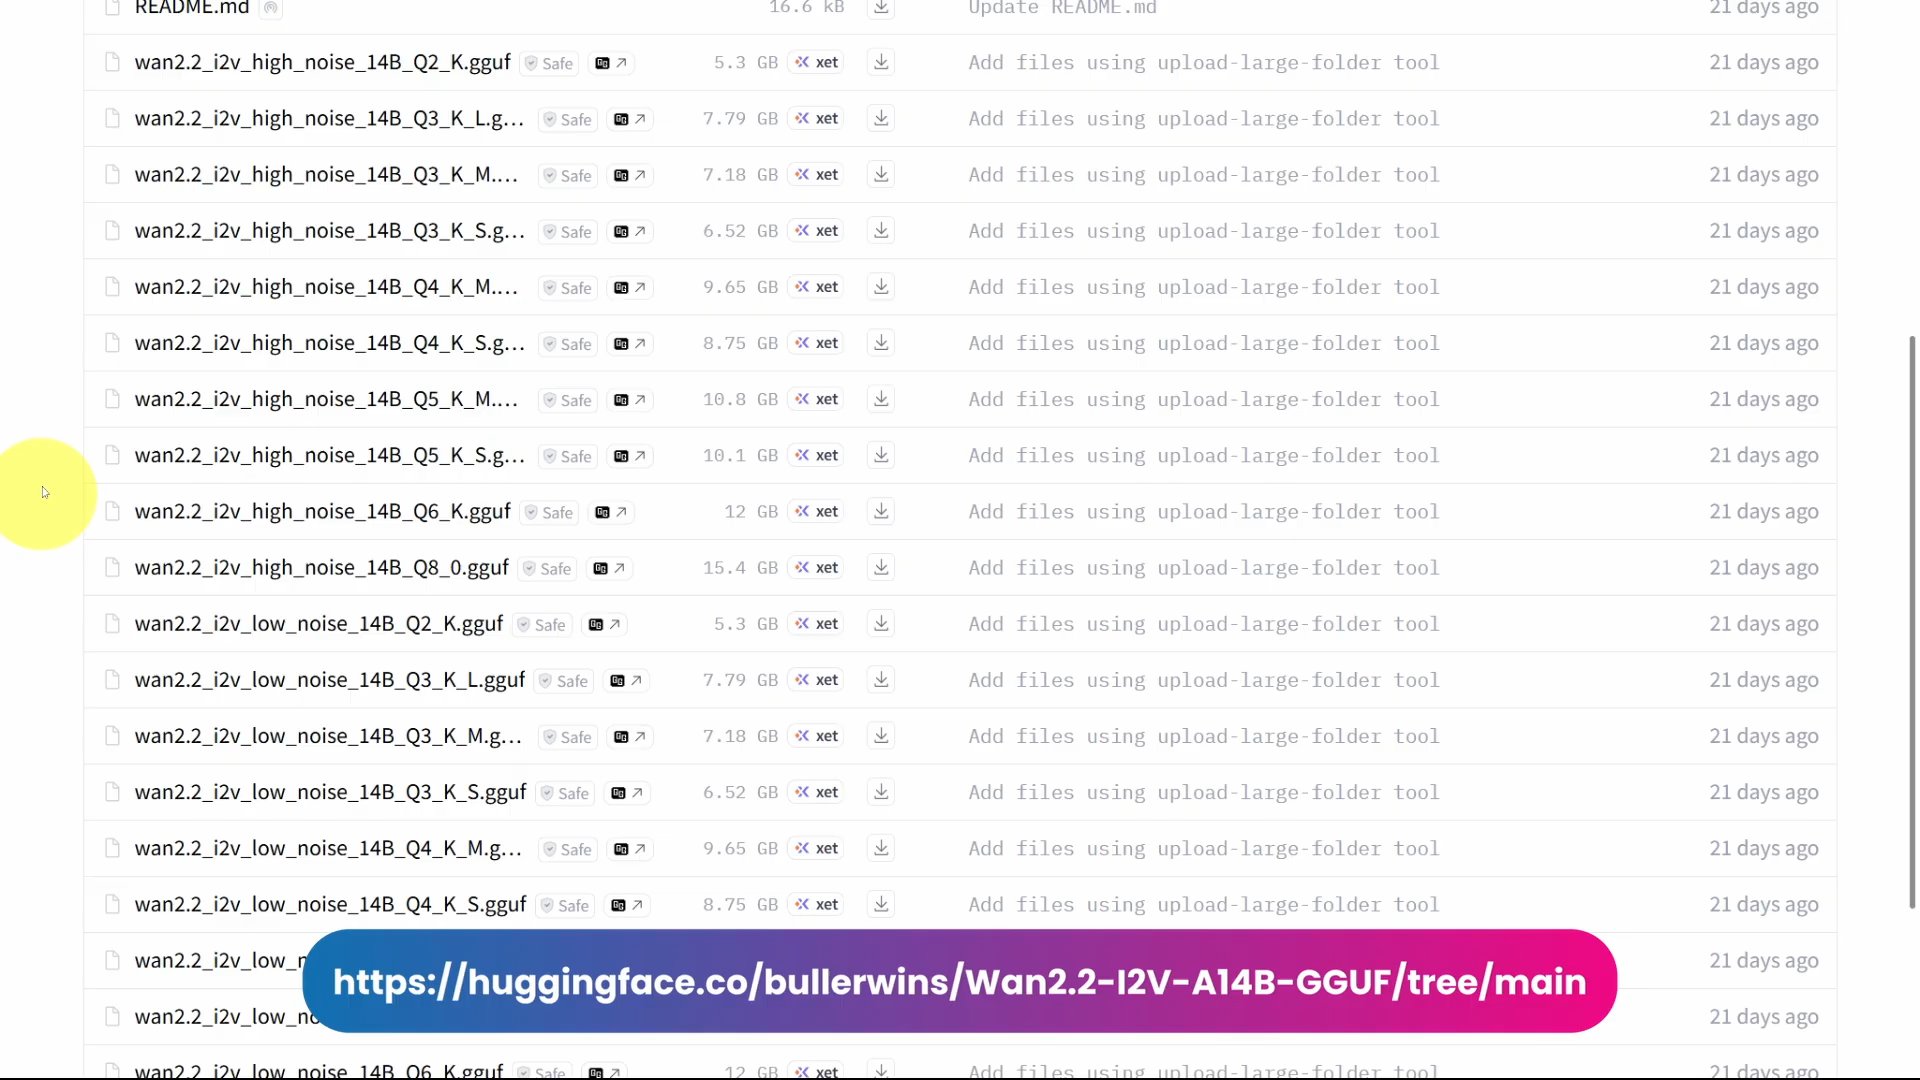 README.md 16.6 kB Update README.md 21 days ago
wan2.2_i2v_high_noise_14B_Q2_K.gguf Safe 5.3 GB xet Add files using upload-large-folder tool 21 days ago
wan2.2_i2v_high_noise_14B_Q3_K_L.g... Safe 7.79 GB xet Add files using upload-large-folder tool 21 days ago
wan2.2_i2v_high_noise_14B_Q3_K_M.... Safe 7.18 GB xet Add files using upload-large-folder tool 21 days ago
wan2.2_i2v_high_noise_14B_Q3_K_S.g... Safe 6.52 GB xet Add files using upload-large-folder tool 21 days ago
wan2.2_i2v_high_noise_14B_Q4_K_M.... Safe 9.65 GB xet Add files using upload-large-folder tool 21 days ago
wan2.2_i2v_high_noise_14B_Q4_K_S.g... Safe 8.75 GB xet Add files using upload-large-folder tool 21 days ago
wan2.2_i2v_high_noise_14B_Q5_K_M.... Safe 10.8 GB xet Add files using upload-large-folder tool 21 days ago
wan2.2_i2v_high_noise_14B_Q5_K_S.g... Safe 10.1 GB xet Add files using upload-large-folder tool 21 days ago
wan2.2_i2v_high_noise_14B_Q6_K.gguf Safe 12 GB xet Add files using upload-large-folder tool 21 days ago
wan2.2_i2v_high_noise_14B_Q8_0.gguf Safe 15.4 GB xet Add files using upload-large-folder tool 21 days ago
wan2.2_i2v_low_noise_14B_Q2_K.gguf Safe 5.3 GB xet Add files using upload-large-folder tool 21 days ago
wan2.2_i2v_low_noise_14B_Q3_K_L.gguf Safe 7.79 GB xet Add files using upload-large-folder tool 21 days ago
wan2.2_i2v_low_noise_14B_Q3_K_M.g... Safe 7.18 GB xet Add files using upload-large-folder tool 21 days ago
wan2.2_i2v_low_noise_14B_Q3_K_S.gguf Safe 6.52 GB xet Add files using upload-large-folder tool 21 days ago
wan2.2_i2v_low_noise_14B_Q4_K_M.g... Safe 9.65 GB xet Add files using upload-large-folder tool 21 days ago
wan2.2_i2v_low_noise_14B_Q4_K_S.gguf Safe 8.75 GB xet Add files using upload-large-folder tool 21 days ago
wan2.2_i2v_low_n 21 days ago
https://huggingface.co/bullerwins/Wan2.2-I2V-A14B-GGUF/tree/main
wan2.2_i2v_low_no 21 days ago
wan2.2_i2v_low_noise_14B_Q6_K.gguf Safe 12 GB xet Add files using upload-large-folder tool 21 days ago